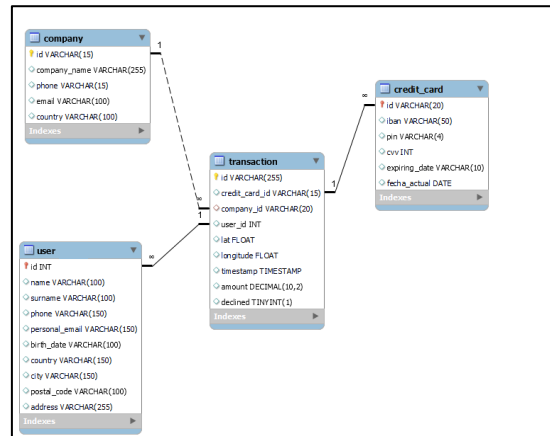 company
id VARCHAR(15)
company_name VARCHAR(255)
phone VARCHAR(15)
email VARCHAR(100)
country VARCHAR(100)
Indexes
1
∞
credit_card
id VARCHAR(20)
iban VARCHAR(50)
pin VARCHAR(4)
cvv INT
expiring_date VARCHAR(10)
fecha_actual DATE
Indexes
∞
1
transaction
id VARCHAR(255)
credit_card_id VARCHAR(15)
company_id VARCHAR(20)
user_id INT
lat FLOAT
longitude FLOAT
timestamp TIMESTAMP
amount DECIMAL(10,2)
declined TINYINT(1)
Indexes
1
∞
user
id INT
name VARCHAR(100)
surname VARCHAR(100)
phone VARCHAR(150)
personal_email VARCHAR(150)
birth_date VARCHAR(100)
country VARCHAR(150)
city VARCHAR(150)
postal_code VARCHAR(100)
address VARCHAR(255)
Indexes